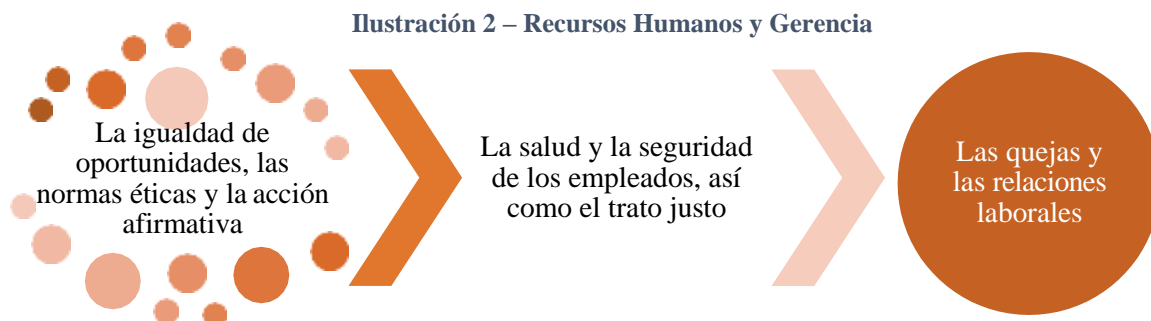 Ilustración 2 – Recursos Humanos y Gerencia
La igualdad de
oportunidades, las
normas éticas y la acción
afirmativa
La salud y la seguridad
de los empleados, así
como el trato justo
Las quejas y
las relaciones
laborales